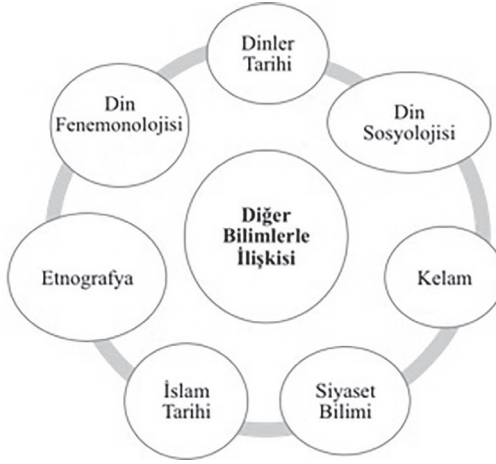 Dinler
Tarihi
Din
Sosyolojisi
Kelam
Siyaset
Bilimi
İslam
Tarihi
Etnografya
Din
Fenemonolojisi
Diğer
Bilimlerle
İlişkisi